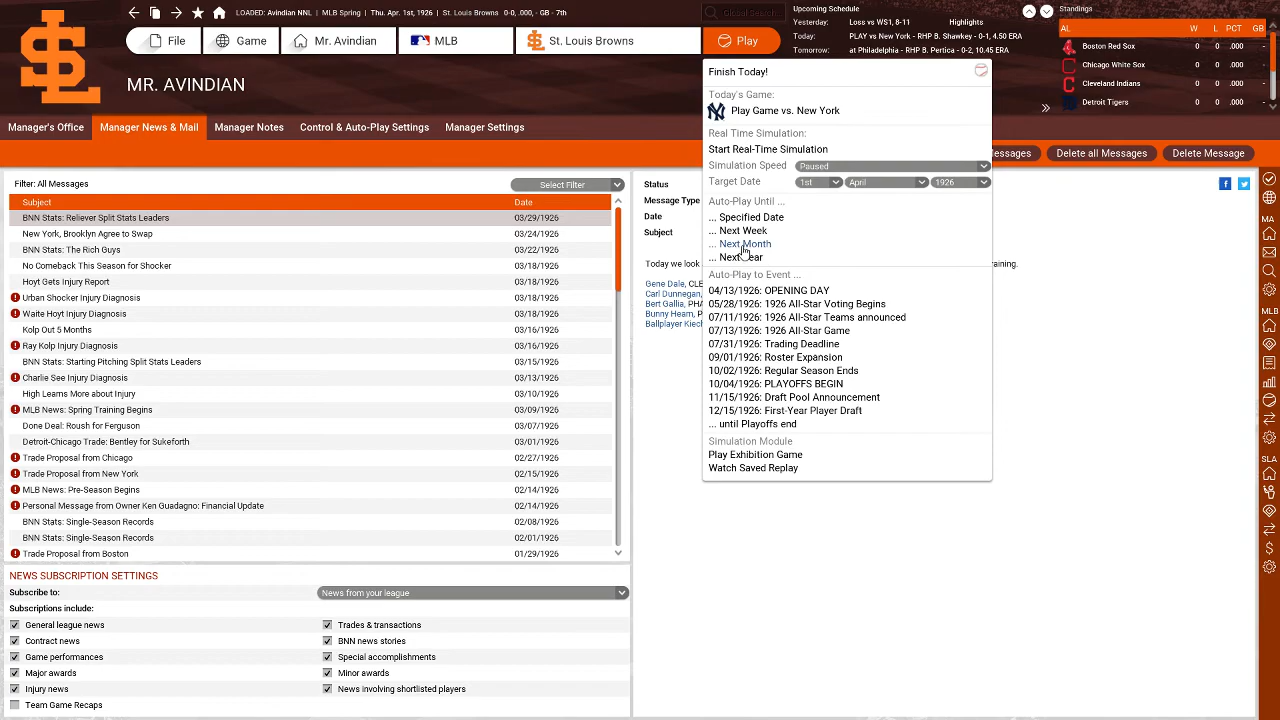 LOADED: Avindian NNL | MLB Spring | Thu. Apr. 1st, 1926 | St. Louis Browns 0-0, .000, - GB - 7th
Global Search...
Upcoming Schedule
Yesterday: Loss vs WS1, 8-11 Highlights
Today: PLAY vs New York - RHP B. Shawkey - 0-1, 4.50 ERA
Tomorrow: at Philadelphia - RHP B. Pertica - 0-2, 10.45 ERA
Standings
AL W L PCT GB
Boston Red Sox 0 0 .000 -
Chicago White Sox 0 0 .000 -
Cleveland Indians 0 0 .000 -
Detroit Tigers 0 0 .000 -
File
Game
Mr. Avindian
MLB
St. Louis Browns
Play
MR. AVINDIAN
Manager's Office
Manager News & Mail
Manager Notes
Control & Auto-Play Settings
Manager Settings
essages
Delete all Messages
Delete Message
Finish Today!
Today's Game:
Play Game vs. New York
Real Time Simulation:
Start Real-Time Simulation
Simulation Speed Paused
Target Date 1st April 1926
Auto-Play Until ...
... Specified Date
... Next Week
... Next Month
... Next Year
Auto-Play to Event ...
04/13/1926: OPENING DAY
05/28/1926: 1926 All-Star Voting Begins
07/11/1926: 1926 All-Star Teams announced
07/13/1926: 1926 All-Star Game
07/31/1926: Trading Deadline
09/01/1926: Roster Expansion
10/02/1926: Regular Season Ends
10/04/1926: PLAYOFFS BEGIN
11/15/1926: Draft Pool Announcement
12/15/1926: First-Year Player Draft
... until Playoffs end
Simulation Module
Play Exhibition Game
Watch Saved Replay
Filter: All Messages
Select Filter
Subject Date
BNN Stats: Reliever Split Stats Leaders 03/29/1926
New York, Brooklyn Agree to Swap 03/24/1926
BNN Stats: The Rich Guys 03/22/1926
No Comeback This Season for Shocker 03/21/1926
Hoyt Gets Injury Report 03/21/1926
Urban Shocker Injury Diagnosis 03/18/1926
Waite Hoyt Injury Diagnosis 03/18/1926
Kolp Out 5 Months 03/16/1926
Ray Kolp Injury Diagnosis 03/16/1926
BNN Stats: Starting Pitching Split Stats Leaders 03/15/1926
Charlie See Injury Diagnosis 03/13/1926
High Learns More about Injury 03/10/1926
MLB News: Spring Training Begins 03/09/1926
Done Deal: Roush for Ferguson 03/07/1926
Detroit-Chicago Trade: Bentley for Sukeforth 03/01/1926
Trade Proposal from Chicago 02/27/1926
Trade Proposal from New York 02/15/1926
MLB News: Pre-Season Begins 02/14/1926
Personal Message from Owner Ken Guadagno: Financial Update 02/14/1926
BNN Stats: Single-Season Records 02/08/1926
BNN Stats: Single-Season Records 02/08/1926
Trade Proposal from Boston 01/29/1926
Status
Message Type
Date
Subject
Today we look
raining.
Gene Dale, CLE
Carl Dunnegan,
Bert Gallia, PHA
Bunny Hearn, P
Ballplayer Kiech
NEWS SUBSCRIPTION SETTINGS
Subscribe to: News from your league
Subscriptions include:
General league news
Trades & transactions
Contract news
BNN news stories
Game performances
Special accomplishments
Major awards
Minor awards
Injury news
News involving shortlisted players
Team Game Recaps
MA
MLB
SLA